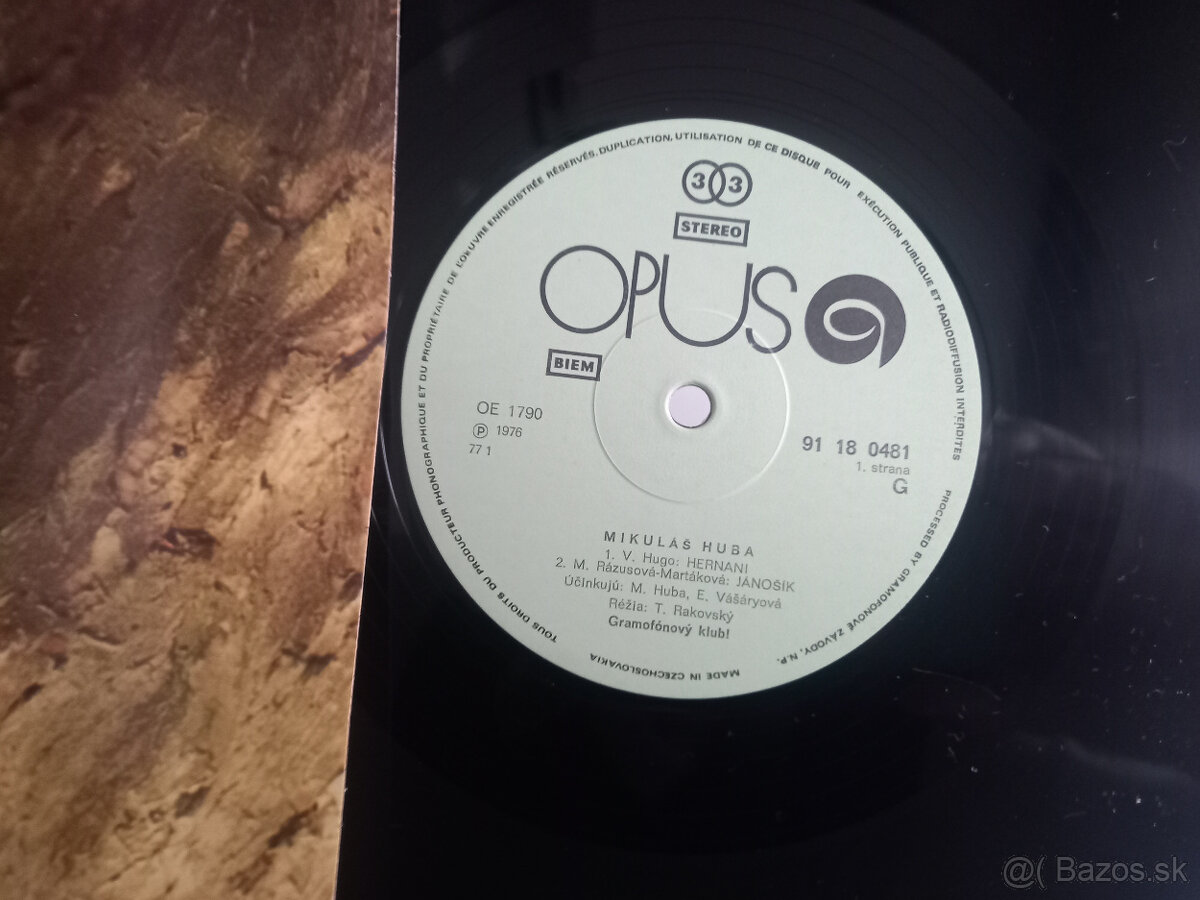 TOUS DROITS DU PRODUCTEUR PHONOGRAPHIQUE ET DU PROPRIÉTAIRE DE L'OEUVRE ENREGISTRÉE RÉSERVÉS. DUPLICATION, UTILISATION DE CE DISQUE POUR EXÉCUTION PUBLIQUE ET RADIODIFFUSION INTERDITES
33
STEREO
OPUS
BIEM
OE 1790
Ⓟ 1976
77 1
91 18 0481
1. strana
G
MIKULÁŠ HUBA
1. V. Hugo: HERNANI
2. M. Rázusová-Martáková: JÁNOŠÍK
Účinkujú: M. Huba, E. Vášáryová
Réžia: T. Rakovský
Gramofónový klub!
PROCESSED BY GRAMOFONOVÉ ZÁVODY, N.P.
MADE IN CZECHOSLOVAKIA
@( Bazos.sk